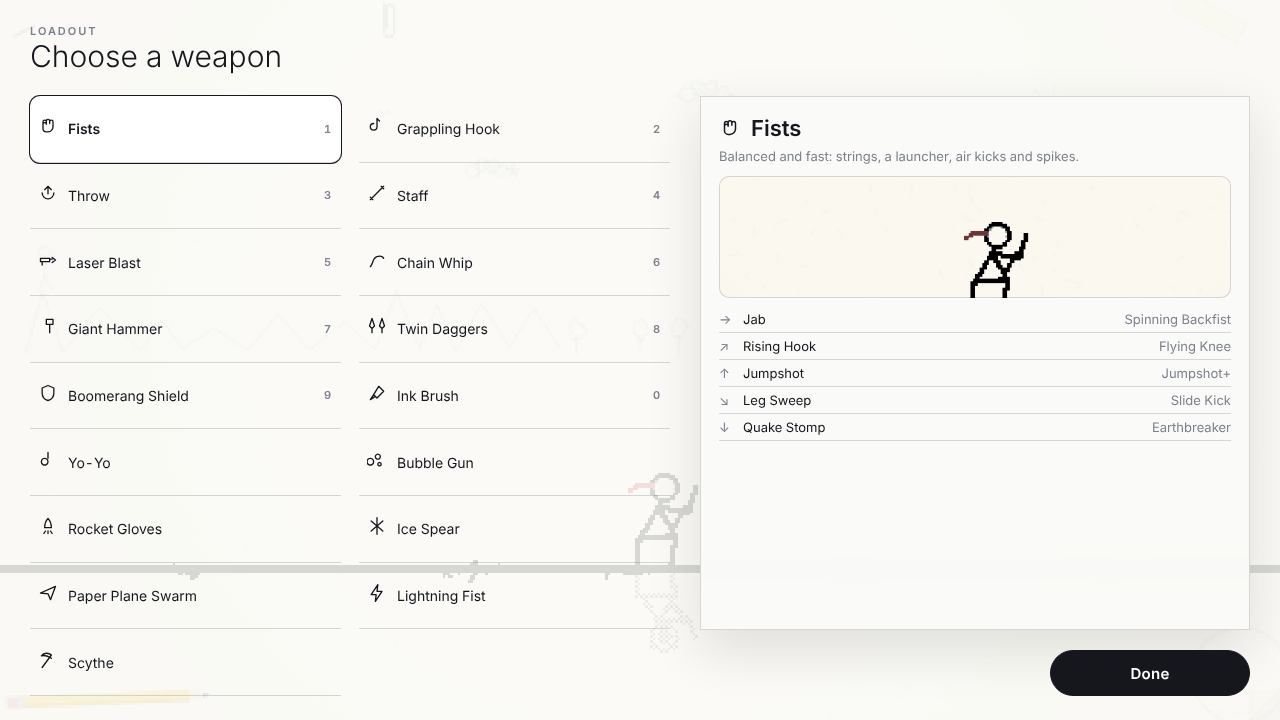 LOADOUT
Choose a weapon
Fists 1
Grappling Hook 2
Throw 3
Staff 4
Laser Blast 5
Chain Whip 6
Giant Hammer 7
Twin Daggers 8
Boomerang Shield 9
Ink Brush 0
Yo-Yo
Bubble Gun
Rocket Gloves
Ice Spear
Paper Plane Swarm
Lightning Fist
Scythe
Fists
Balanced and fast: strings, a launcher, air kicks and spikes.
→ Jab Spinning Backfist
↗ Rising Hook Flying Knee
↑ Jumpshot Jumpshot+
↘ Leg Sweep Slide Kick
↓ Quake Stomp Earthbreaker
Done